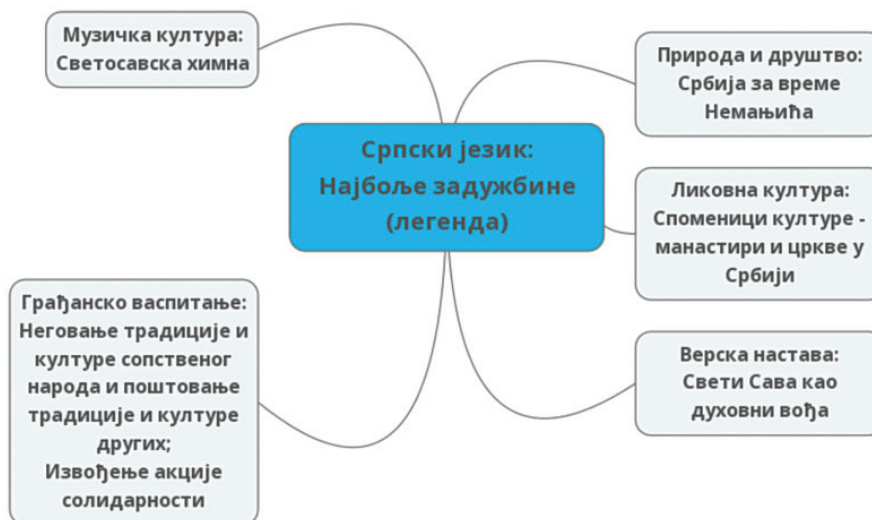 Музичка култура:
Светосавска химна
Природа и друштво:
Србија за време
Немањића
Српски језик:
Најбоље задужбине
(легенда)
Ликовна култура:
Споменици културе -
манастири и цркве у
Србији
Грађанско васпитање:
Неговање традиције и
културе сопственог
народа и поштовање
традиције и културе
других;
Извођење акције
солидарности
Верска настава:
Свети Сава као
духовни вођа